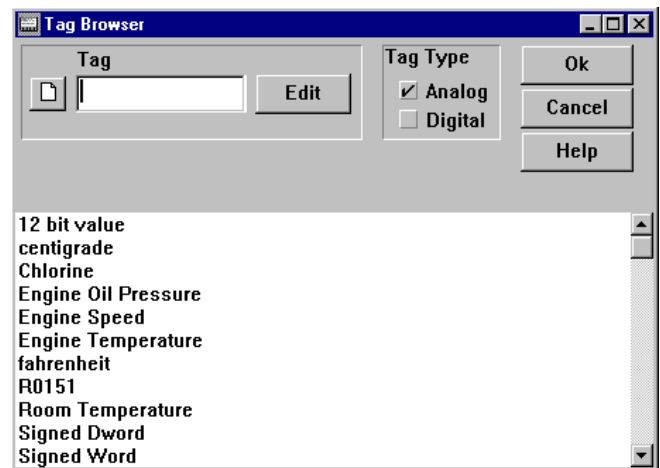 Tag Browser
Tag
Edit
Tag Type
Analog
Digital
Ok
Cancel
Help
12 bit value
centigrade
Chlorine
Engine Oil Pressure
Engine Speed
Engine Temperature
fahrenheit
R0151
Room Temperature
Signed Dword
Signed Word